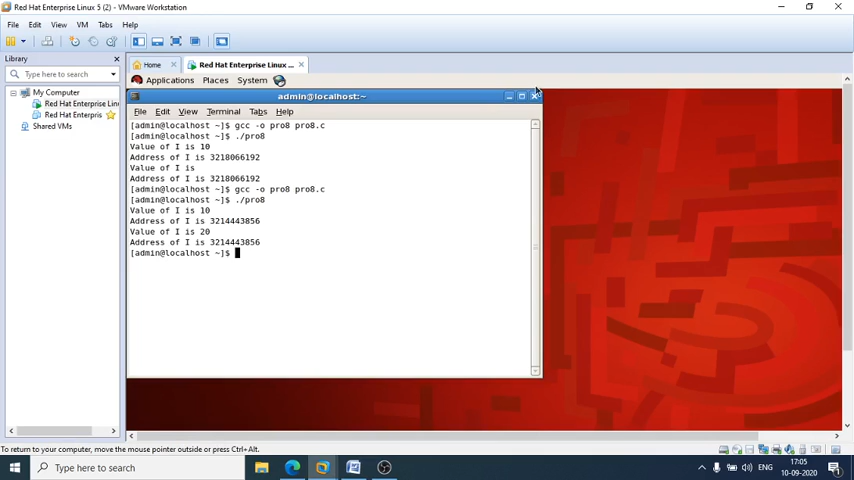 Red Hat Enterprise Linux 5 (2) - VMware Workstation
File Edit View VM Tabs Help
Library
Home
Red Hat Enterprise Linux ...
Type here to search
Applications Places System
My Computer
Red Hat Enterprise Lin
Red Hat Enterpris
Shared VMs
admin@localhost:~
File Edit View Terminal Tabs Help
[admin@localhost ~]$ gcc -o pro8 pro8.c
[admin@localhost ~]$ ./pro8
Value of I is 10
Address of I is 3218066192
Value of I is
Address of I is 3218066192
[admin@localhost ~]$ gcc -o pro8 pro8.c
[admin@localhost ~]$ ./pro8
Value of I is 10
Address of I is 3214443856
Value of I is 20
Address of I is 3214443856
[admin@localhost ~]$
To return to your computer, move the mouse pointer outside or press Ctrl+Alt.
Type here to search
ENG
17:05
10-09-2020